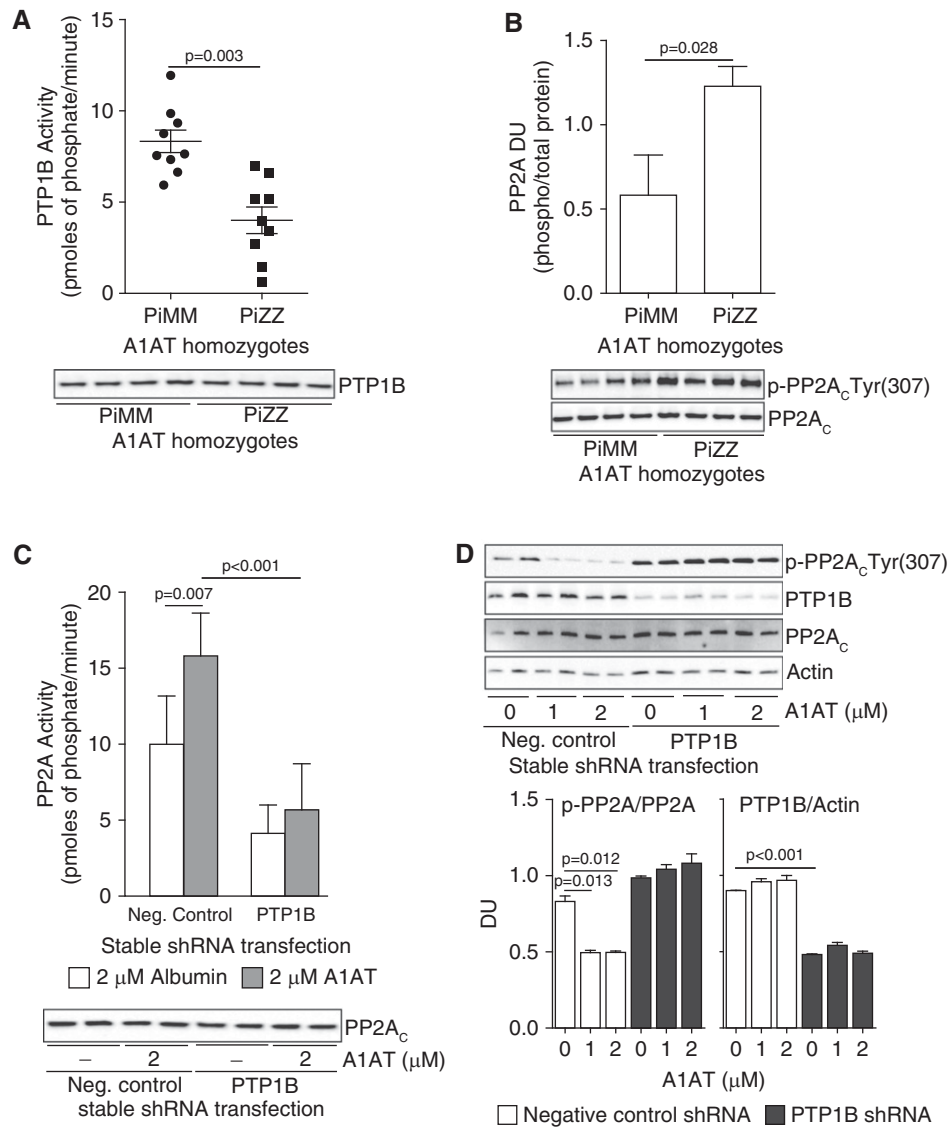 A
15
10
5
0
PTP1B Activity
(pmoles of phosphate/minute)
p=0.003
PiMM PiZZ
A1AT homozygotes
PTP1B
PiMM PiZZ
A1AT homozygotes
B
1.5
1.0
0.5
0.0
PP2A DU
(phospho/total protein)
p=0.028
PiMM PiZZ
A1AT homozygotes
p-PP2ACTyr(307)
PP2AC
PiMM PiZZ
A1AT homozygotes
C
20
15
10
5
0
PP2A Activity
(pmoles of phosphate/minute)
p<0.001
p=0.007
Neg. Control PTP1B
Stable shRNA transfection
2 μM Albumin 2 μM A1AT
PP2AC
– 2 – 2 A1AT (μM)
Neg. control PTP1B
stable shRNA transfection
D
p-PP2ACTyr(307)
PTP1B
PP2AC
Actin
0 1 2 0 1 2 A1AT (μM)
Neg. control PTP1B
Stable shRNA transfection
1.5
1.0
0.5
0.0
DU
p-PP2A/PP2A
p=0.012
p=0.013
PTP1B/Actin
p<0.001
0 1 2 0 1 2 0 1 2 0 1 2
A1AT
(μM)
Negative control shRNA PTP1B shRNA